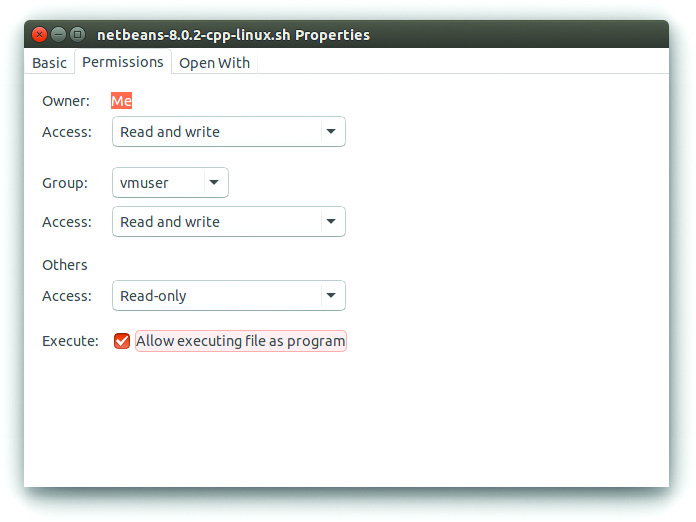 netbeans-8.0.2-cpp-linux.sh Properties
Basic Permissions Open With
Owner: Me
Access: Read and write
Group: vmuser
Access: Read and write
Others
Access: Read-only
Execute: Allow executing file as program